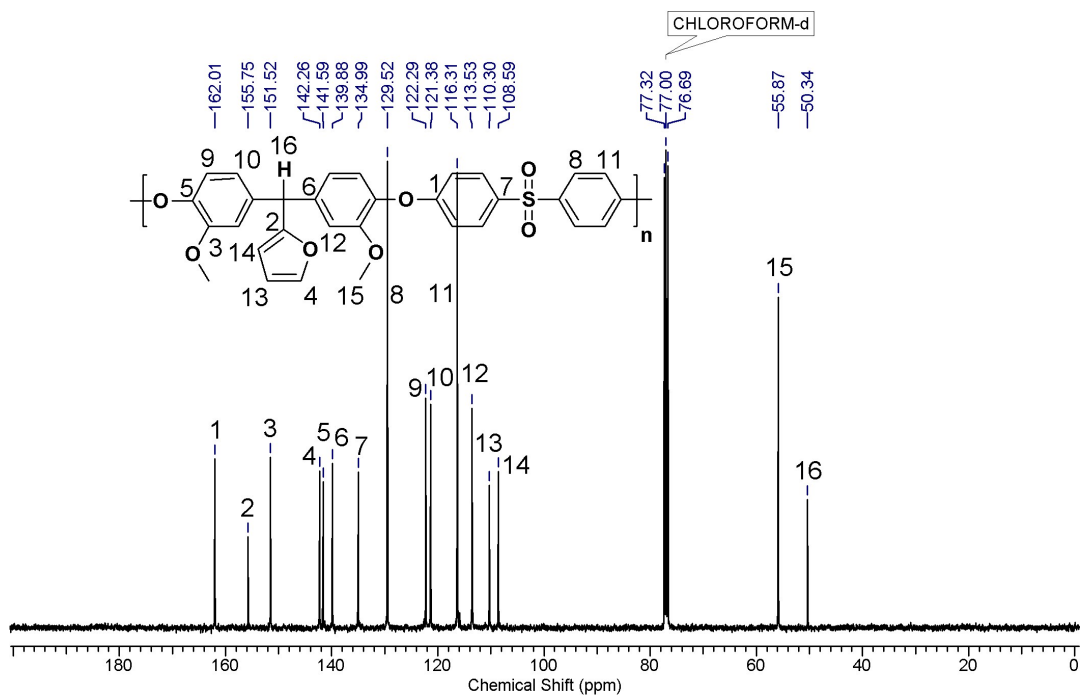 CHLOROFORM-d
162.01
155.75
151.52
142.26
141.59
139.88
134.99
129.52
122.29
121.38
116.31
113.53
110.30
108.59
77.32
77.00
76.69
55.87
50.34
16
H
9 10 6 1 7 O 8 11
5 O O S
3 O 14 2 O 12 O O n
13 4 15 8 11
15
9 10 12
1 3 5 6 7 13
4 14 16
2
180 160 140 120 100 80 60 40 20 0
Chemical Shift (ppm)